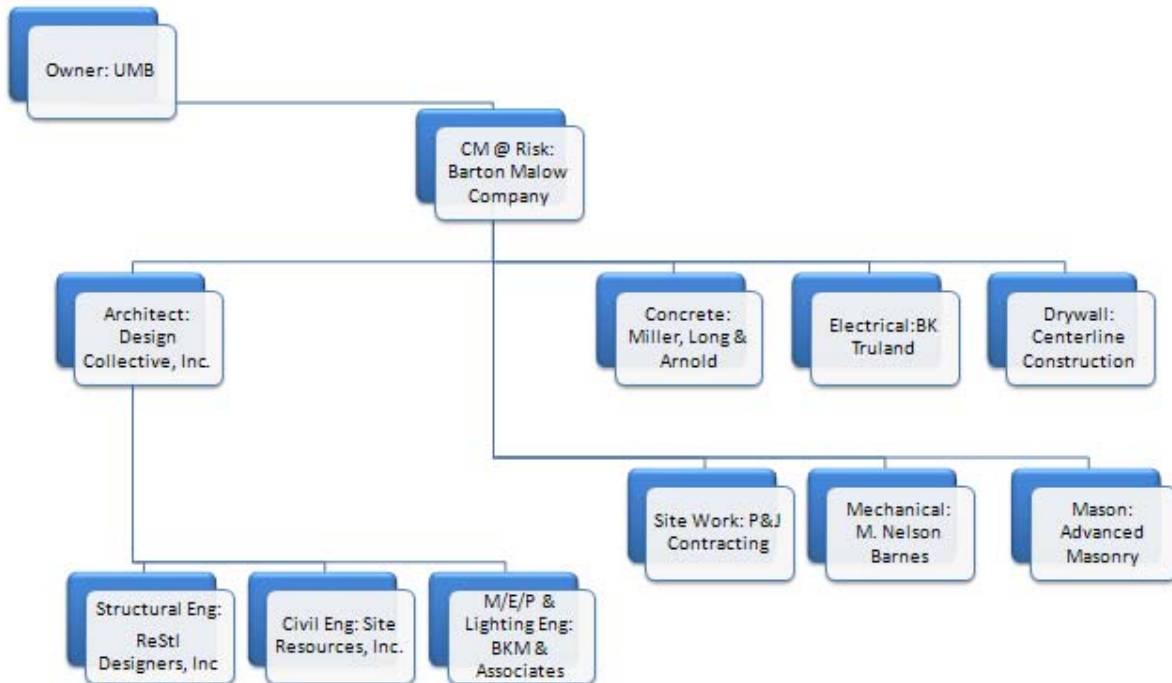 Owner: UMB
CM @ Risk:
Barton Malow
Company
Architect:
Design
Collective, Inc.
Concrete:
Miller, Long &
Arnold
Electrical:BK
Truland
Drywall:
Centerline
Construction
Site Work: P&J
Contracting
Mechanical:
M. Nelson
Barnes
Mason:
Advanced
Masonry
Structural Eng:
ReStl
Designers, Inc
Civil Eng: Site
Resources, Inc.
M/E/P &
Lighting Eng:
BKM &
Associates